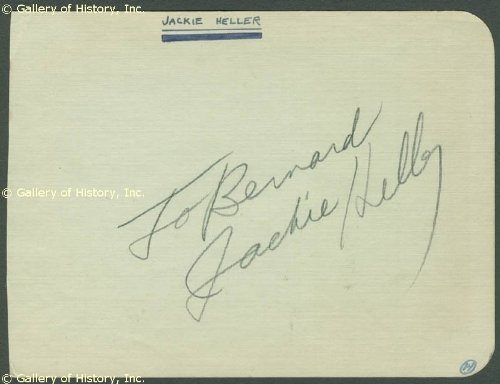 © Gallery of History, Inc.
JACKIE HELLER
© Gallery of History, Inc.
To Bernard
Jackie Heller
© Gallery of History, Inc.